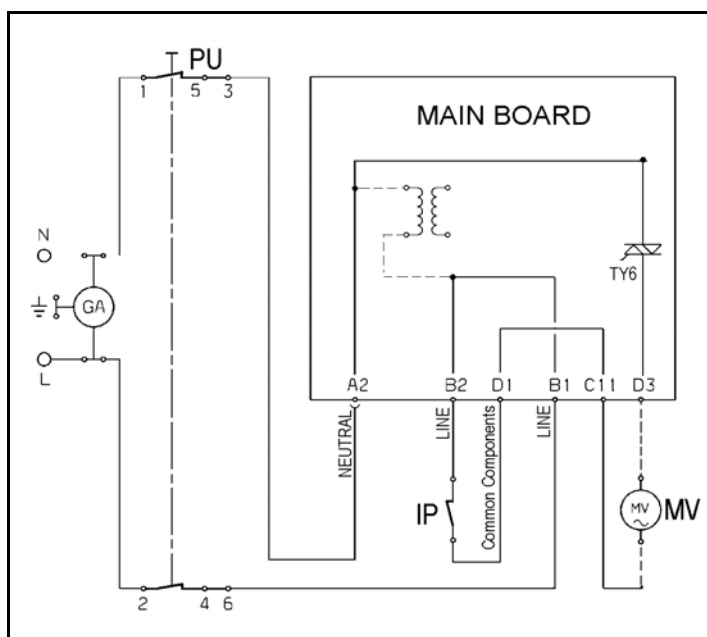 PU
1 5 3
MAIN BOARD
N
GA
L
TY6
A2 B2 D1 B1 C11 D3
NEUTRAL
LINE
Common Components
LINE
IP
MV
MV
2 4 6